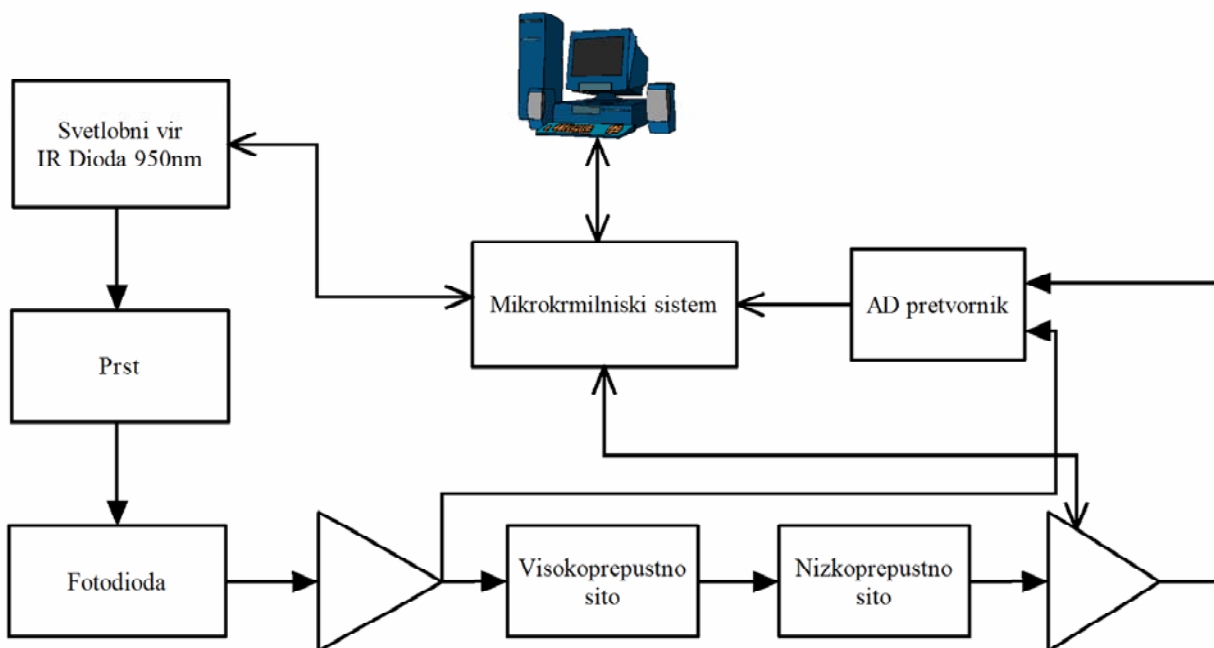 Svetlobni vir
IR Dioda 950nm
Mikrokrmilniski sistem
AD pretvornik
Prst
Fotodioda
Visokoprepustno
sito
Nizkoprepustno
sito